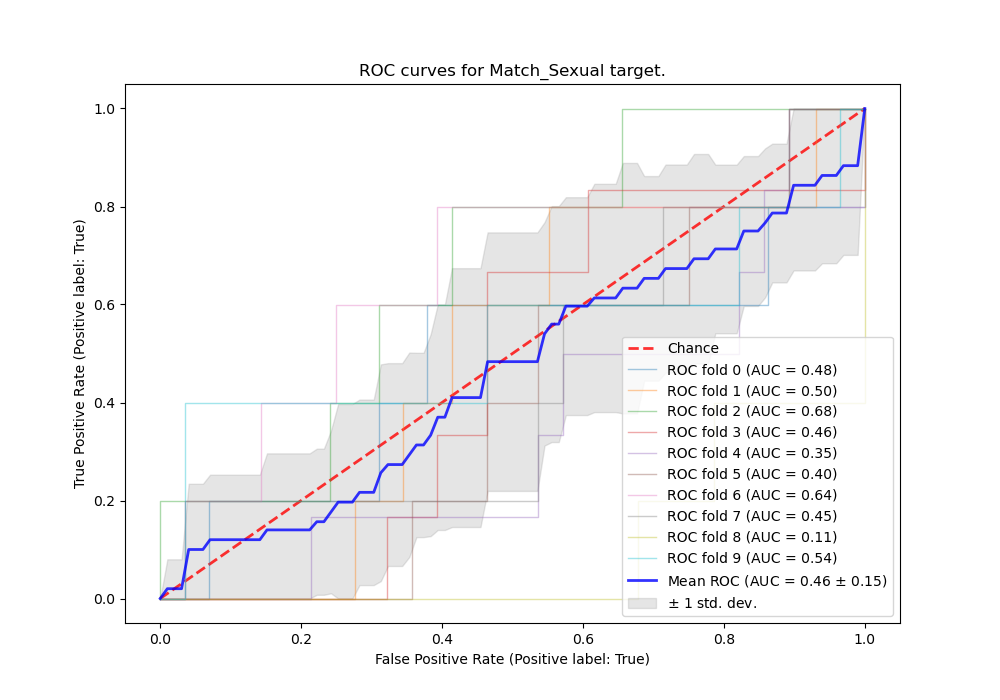 ROC curves for Match_Sexual target.
True Positive Rate (Positive label: True)
1.0
0.8
0.6
0.4
0.2
0.0
Chance
ROC fold 0 (AUC = 0.48)
ROC fold 1 (AUC = 0.50)
ROC fold 2 (AUC = 0.68)
ROC fold 3 (AUC = 0.46)
ROC fold 4 (AUC = 0.35)
ROC fold 5 (AUC = 0.40)
ROC fold 6 (AUC = 0.64)
ROC fold 7 (AUC = 0.45)
ROC fold 8 (AUC = 0.11)
ROC fold 9 (AUC = 0.54)
Mean ROC (AUC = 0.46 ± 0.15)
± 1 std. dev.
0.0 0.2 0.4 0.6 0.8 1.0
False Positive Rate (Positive label: True)